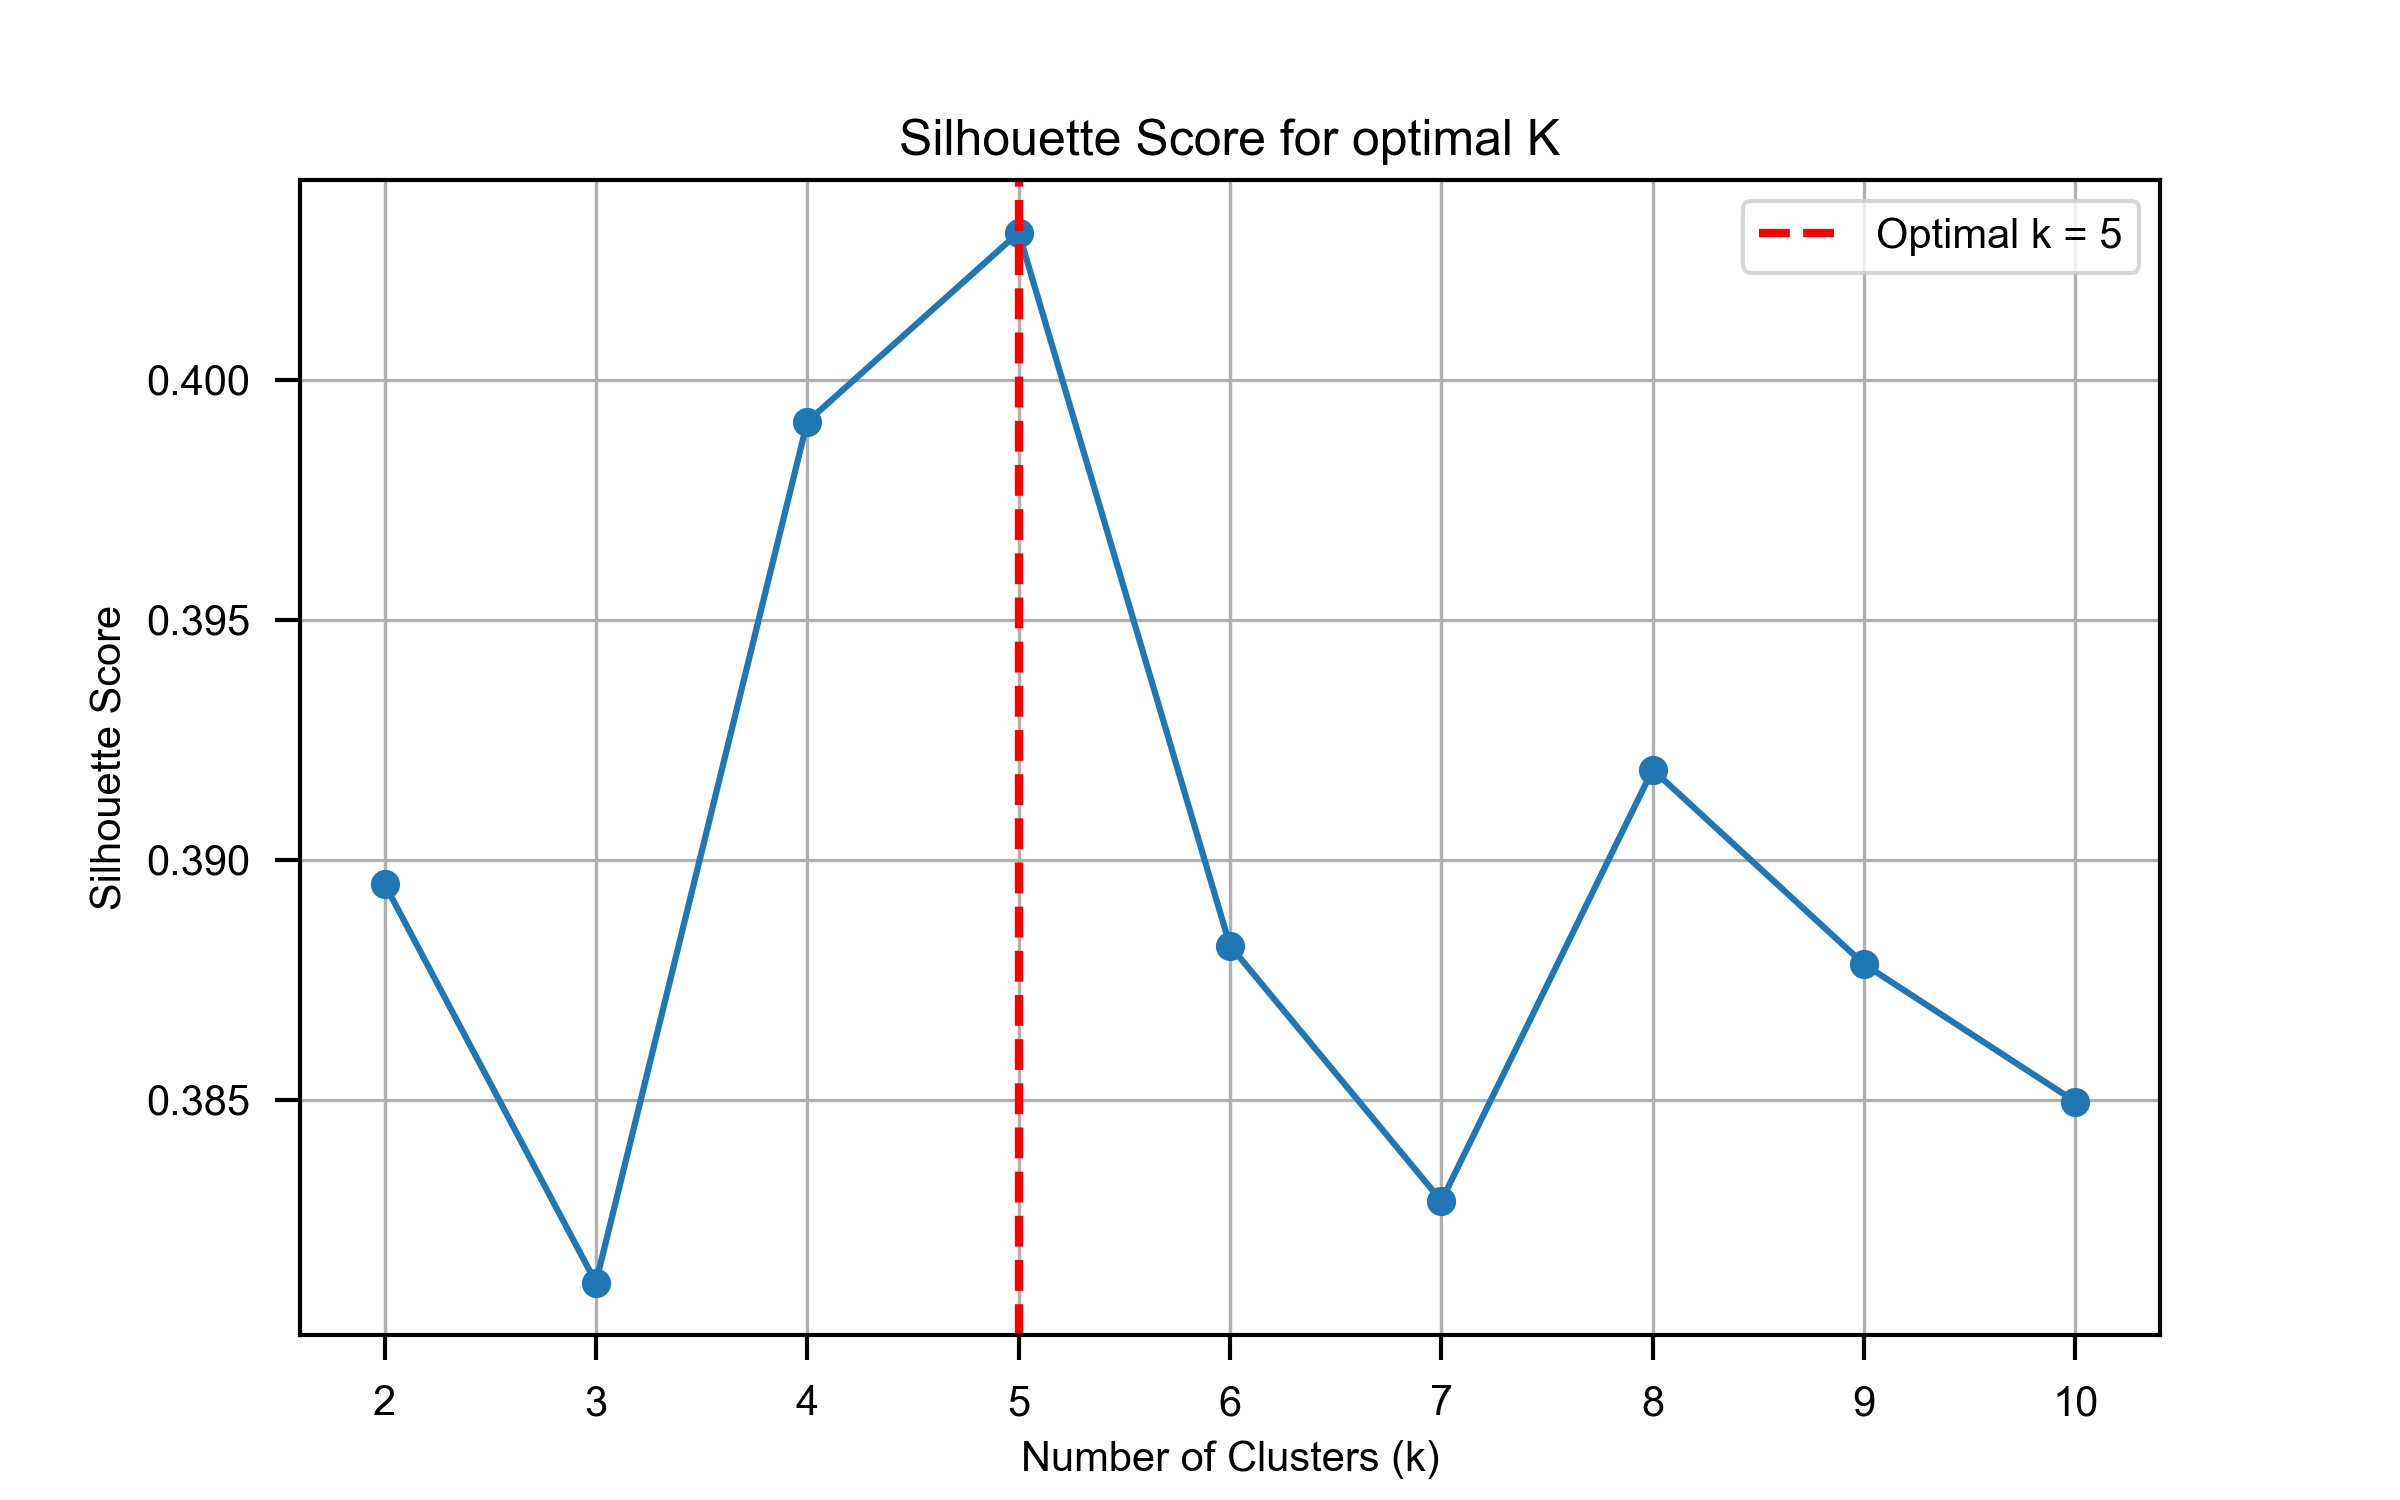 Silhouette Score for optimal K
Optimal k = 5
Silhouette Score
0.400
0.395
0.390
0.385
2 3 4 5 6 7 8 9 10
Number of Clusters (k)